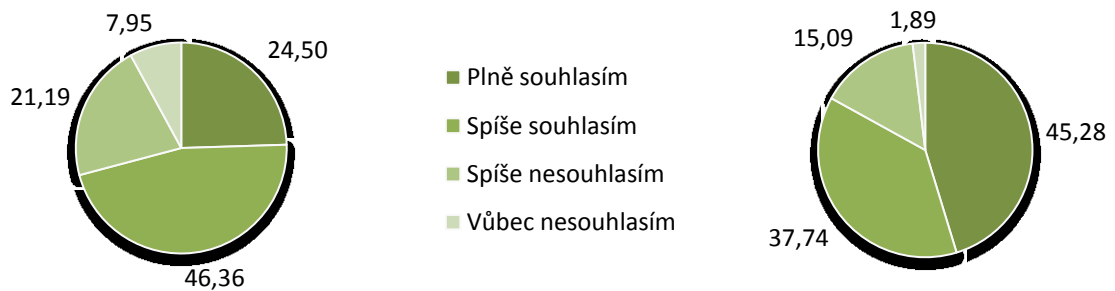 7,95
24,50
21,19
46,36
Plně souhlasím
Spíše souhlasím
Spíše nesouhlasím
Vůbec nesouhlasím
1,89
15,09
45,28
37,74